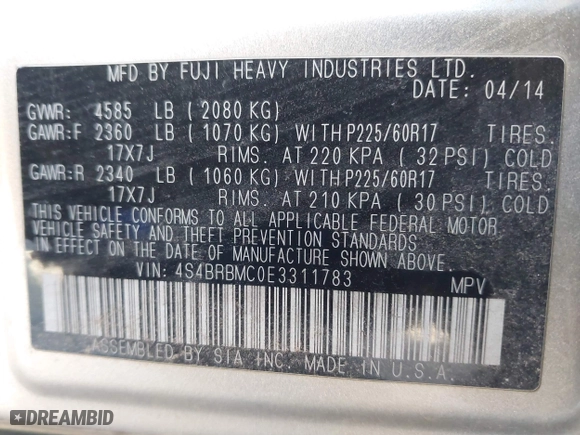 MFD BY FUJI HEAVY INDUSTRIES LTD.
DATE: 04/14
GVWR: 4585 LB ( 2080 KG)
GAWR:F 2360 LB ( 1070 KG) WITH P225/60R17 TIRES.
17X7J RIMS. AT 220 KPA ( 32 PSI) COLD
GAWR:R 2340 LB ( 1060 KG) WITH P225/60R17 TIRES.
17X7J RIMS. AT 210 KPA ( 30 PSI) COLD
THIS VEHICLE CONFORMS TO ALL APPLICABLE FEDERAL MOTOR
VEHICLE SAFETY AND THEFT PREVENTION STANDARDS
IN EFFECT ON THE DATE OF MANUFACTURE SHOWN ABOVE.
VIN: 4S4BRBMC0E3311783 MPV
ASSEMBLED BY SIA INC. MADE IN U.S.A.
DREAMBID